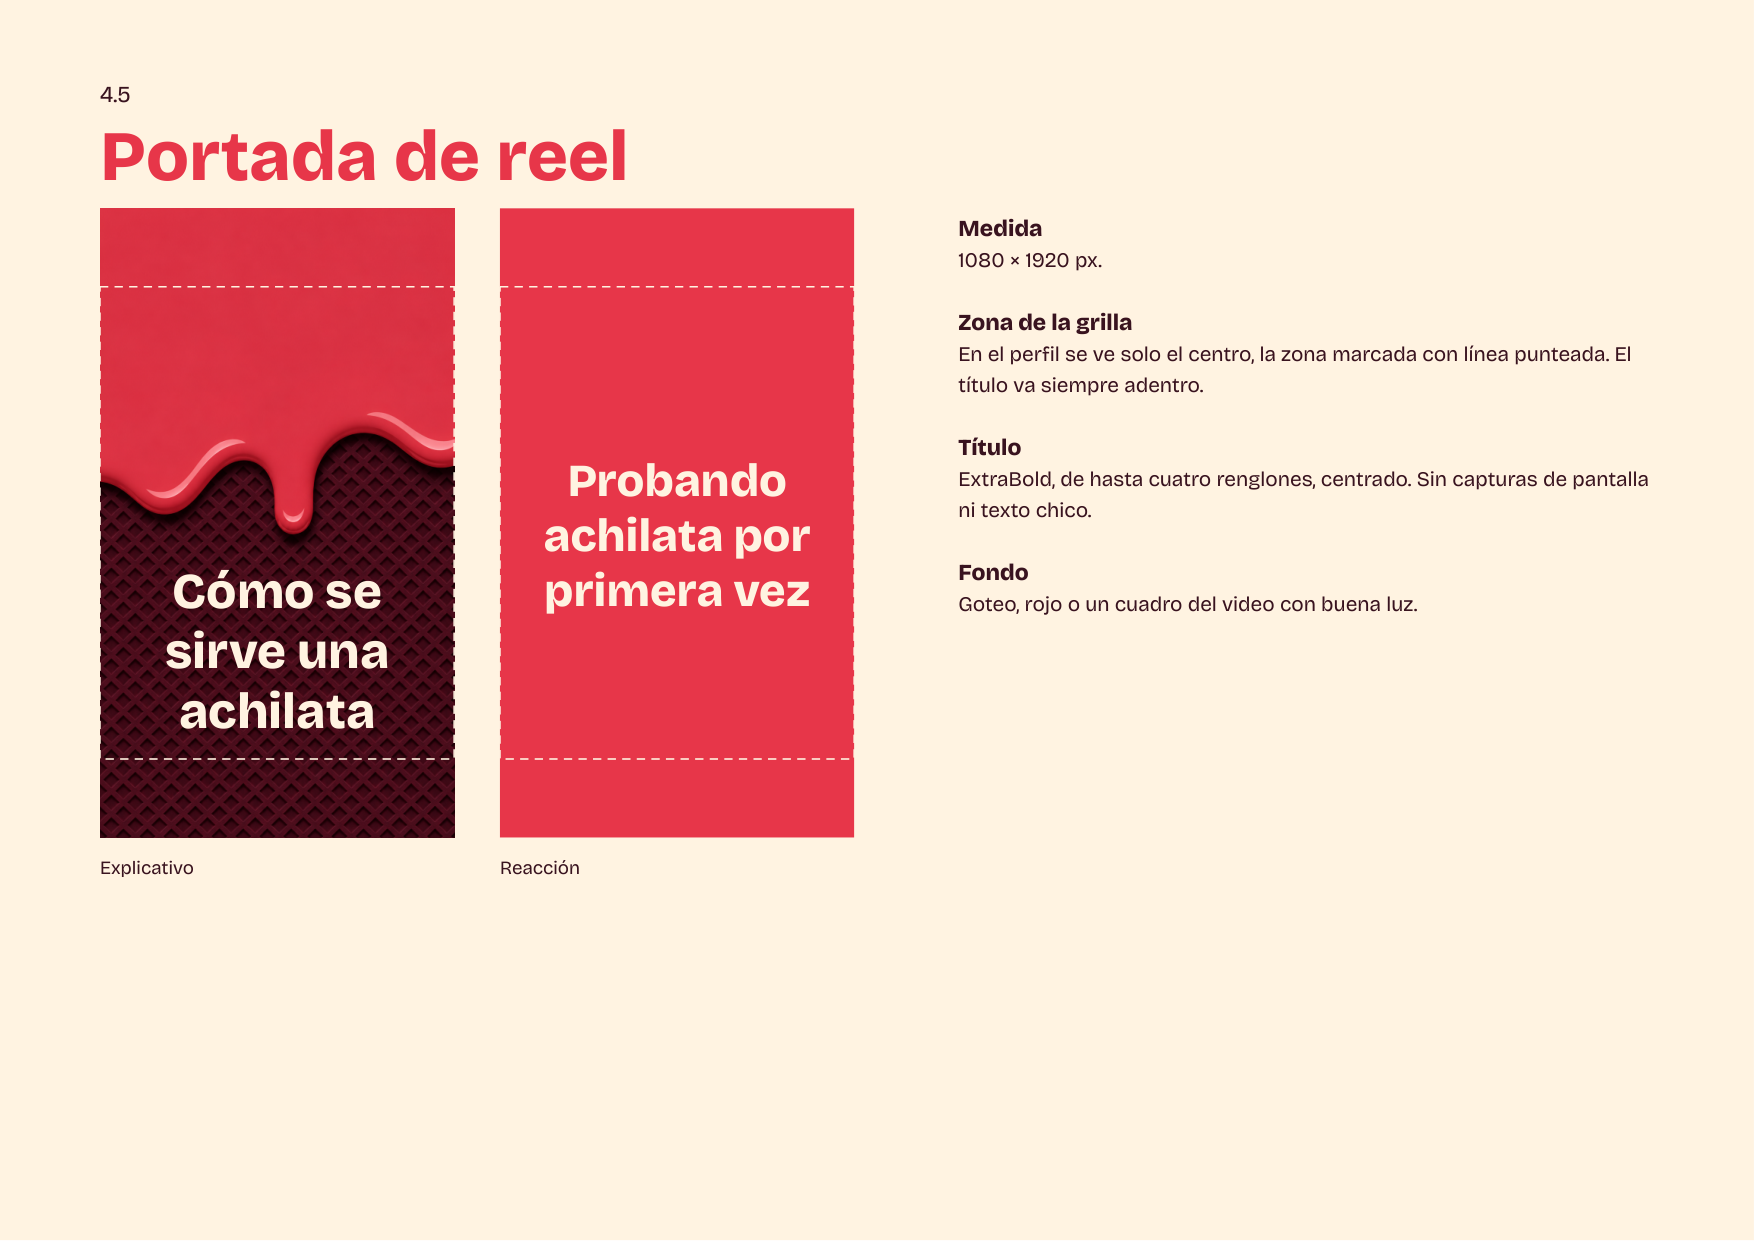 4.5
Portada de reel
Cómo se
sirve una
achilata
Explicativo
Probando
achilata por
primera vez
Reacción
Medida
1080 × 1920 px.
Zona de la grilla
En el perfil se ve solo el centro, la zona marcada con línea punteada. El
título va siempre adentro.
Título
ExtraBold, de hasta cuatro renglones, centrado. Sin capturas de pantalla
ni texto chico.
Fondo
Goteo, rojo o un cuadro del video con buena luz.